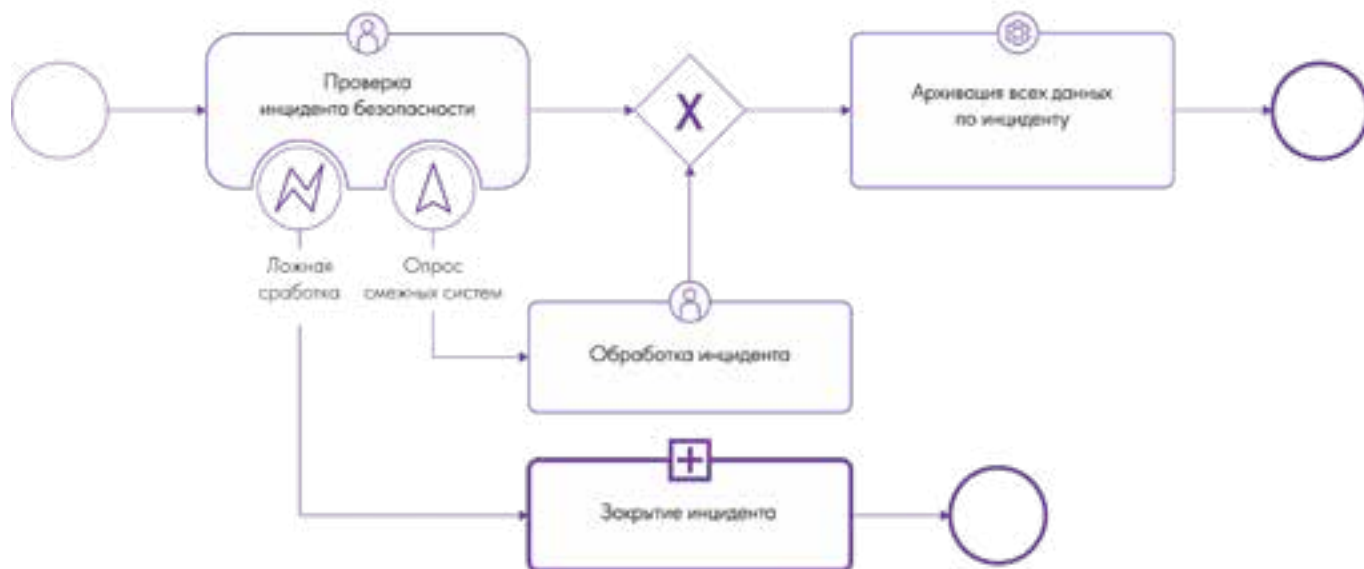 Проверка
инцидента безопасности
X
Архивация всех данных
по инциденту
Ложная
сработка
Опрос
смежных систем
Обработка инцидента
Закрытие инцидента